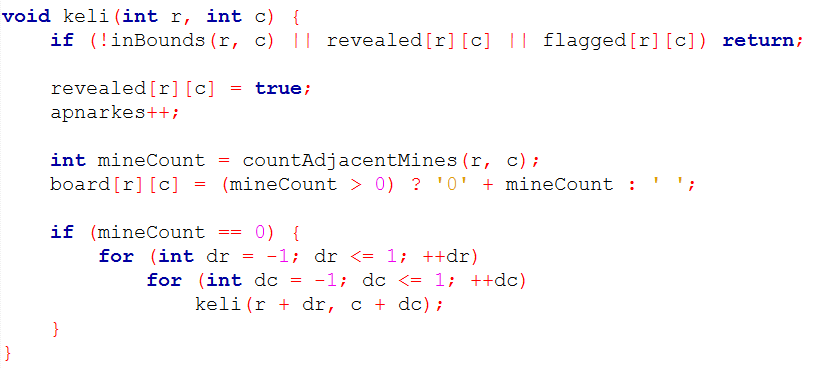 void keli(int r, int c) {
    if (!inBounds(r, c) || revealed[r][c] || flagged[r][c]) return;

    revealed[r][c] = true;
    apnarkes++;

    int mineCount = countAdjacentMines(r, c);
    board[r][c] = (mineCount > 0) ? '0' + mineCount : ' ';

    if (mineCount == 0) {
        for (int dr = -1; dr <= 1; ++dr)
            for (int dc = -1; dc <= 1; ++dc)
                keli(r + dr, c + dc);
    }
}